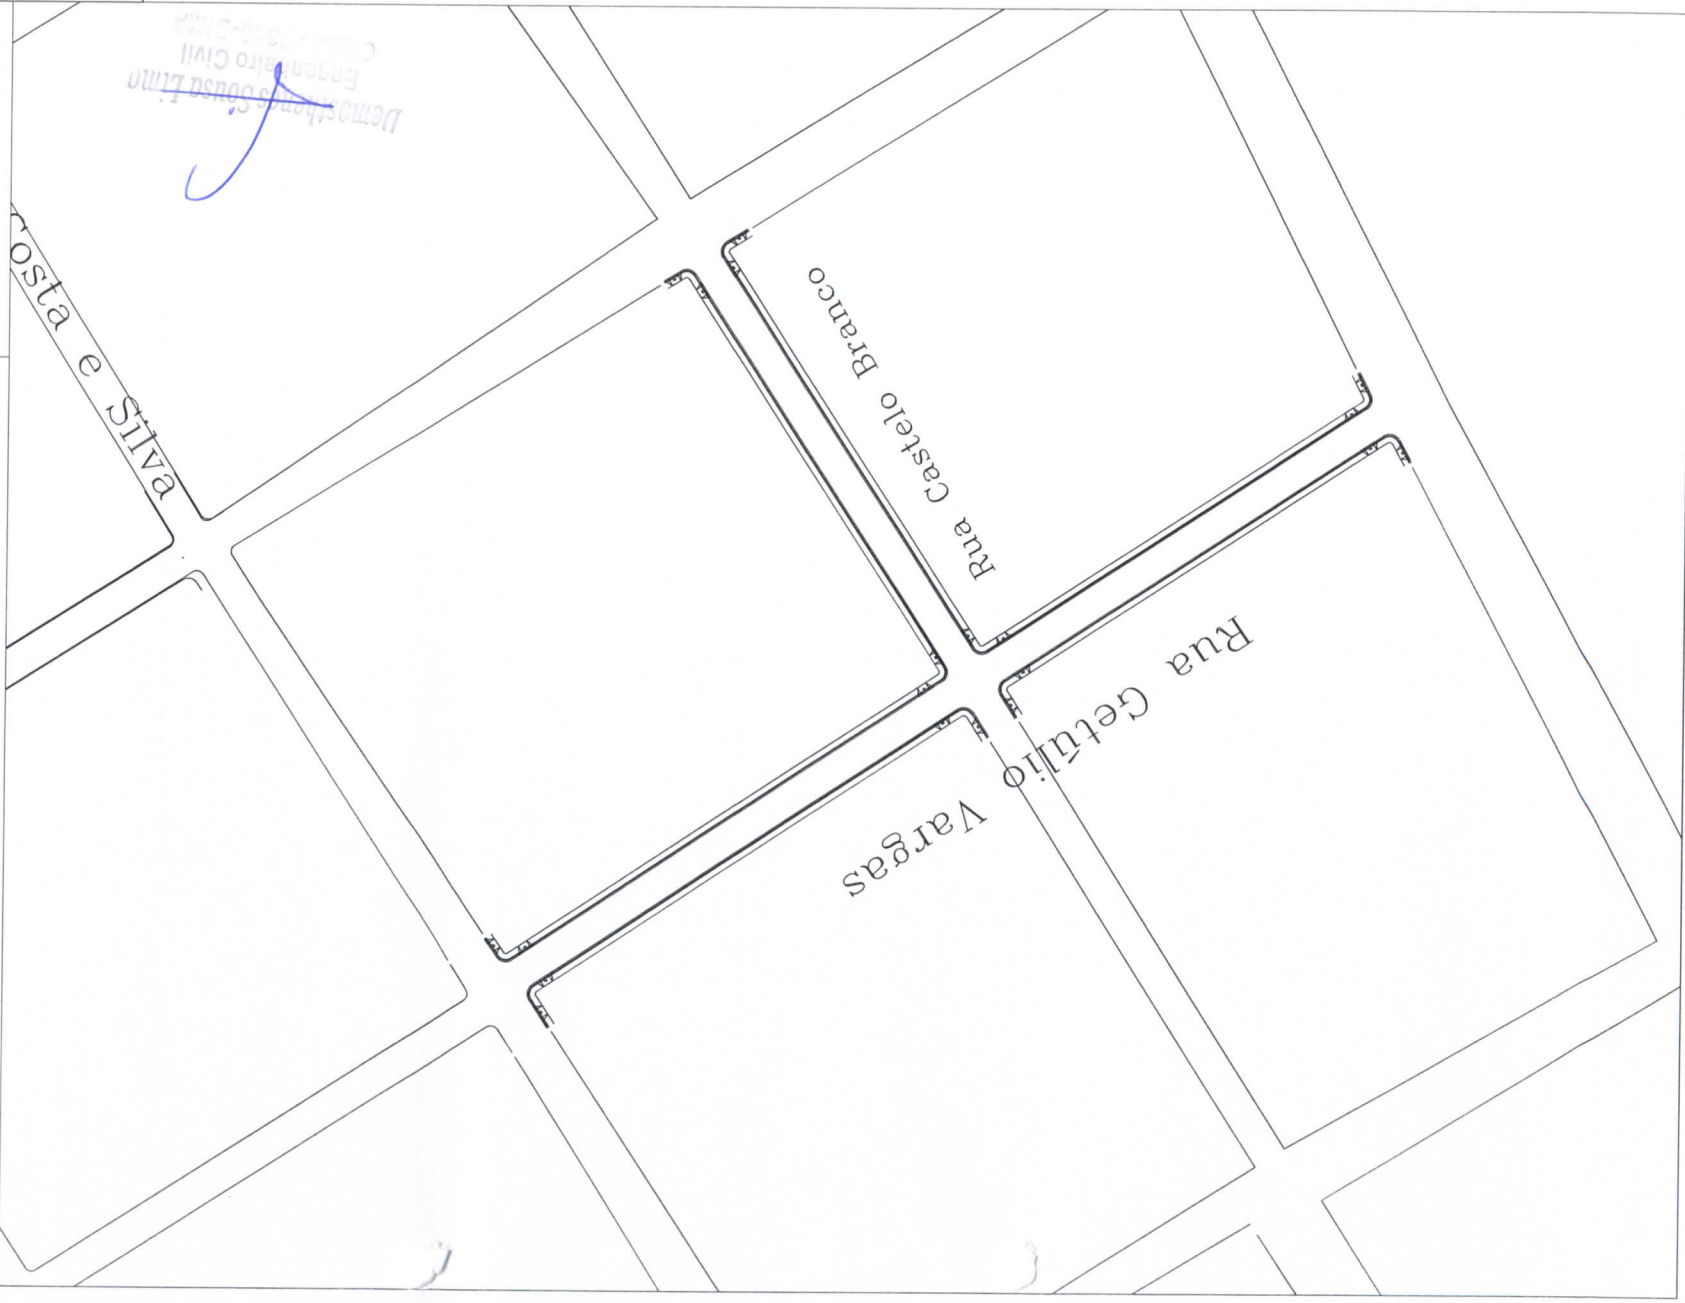 Demosthenes Sousa Lima
Engenheiro Civil
Costa e Silva
Rua Castelo Branco
Rua Getúlio
Vargas